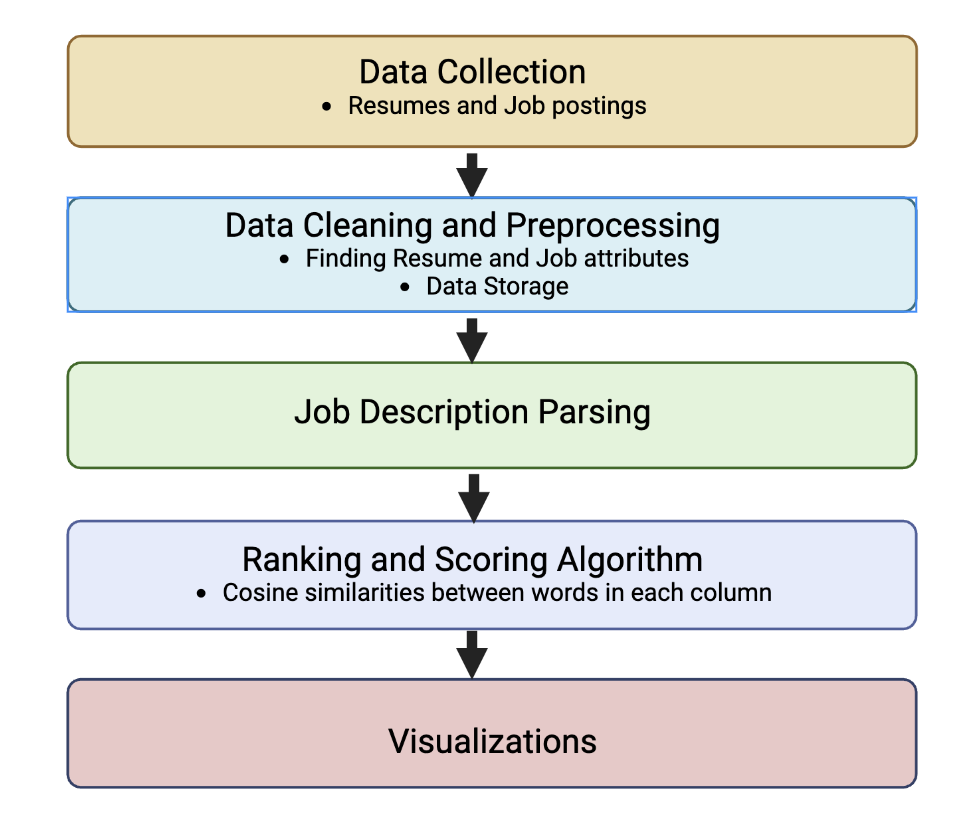 Data Collection
• Resumes and Job postings
Data Cleaning and Preprocessing
• Finding Resume and Job attributes
• Data Storage
Job Description Parsing
Ranking and Scoring Algorithm
• Cosine similarities between words in each column
Visualizations